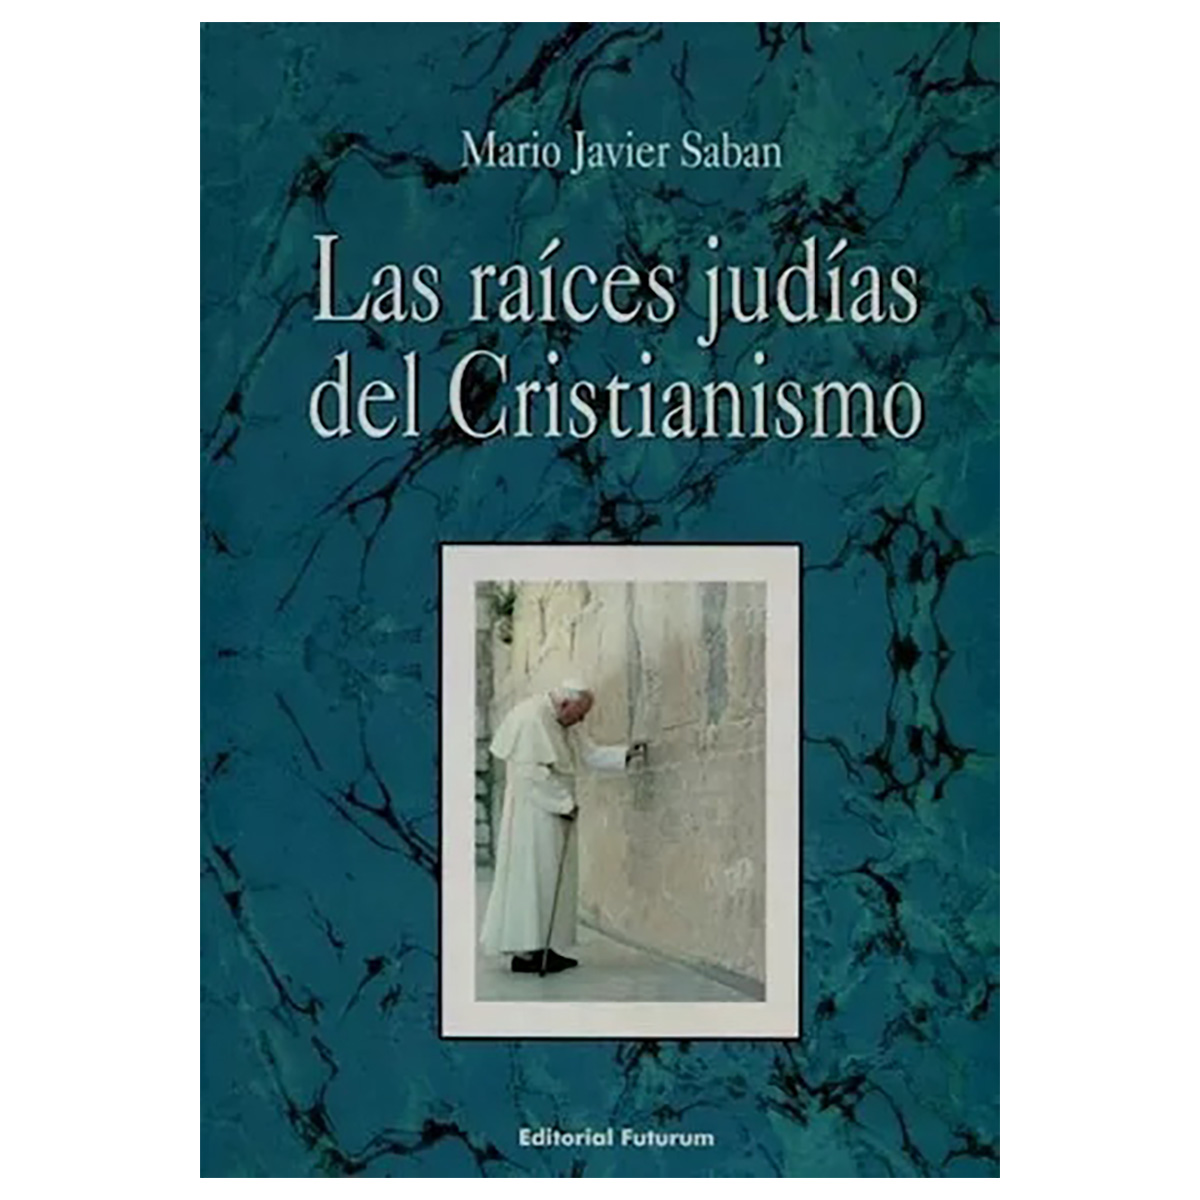 Mario Javier Saban
Las raíces judías
del Cristianismo
Editorial Futurum